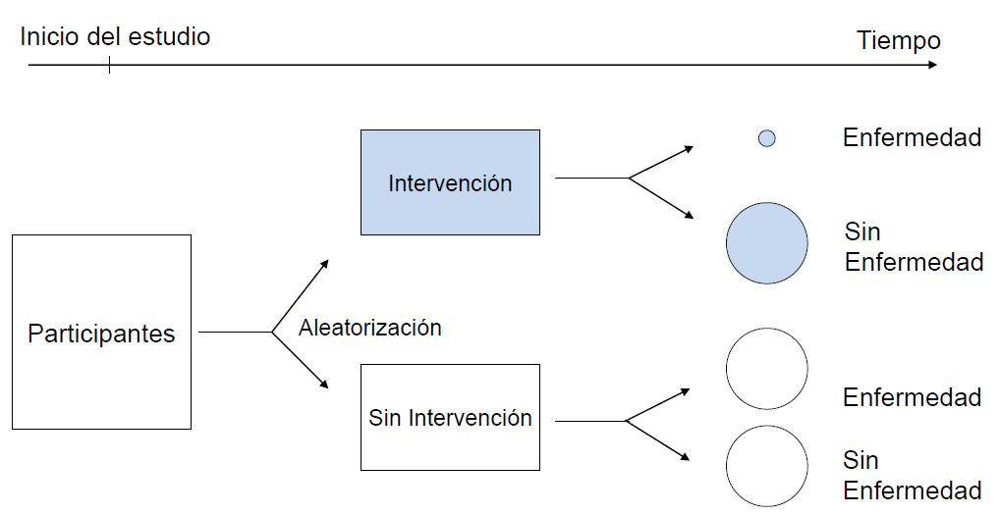 Inicio del estudio
Tiempo
Enfermedad
Intervención
Sin
Enfermedad
Participantes
Aleatorización
Sin Intervención
Enfermedad
Sin
Enfermedad